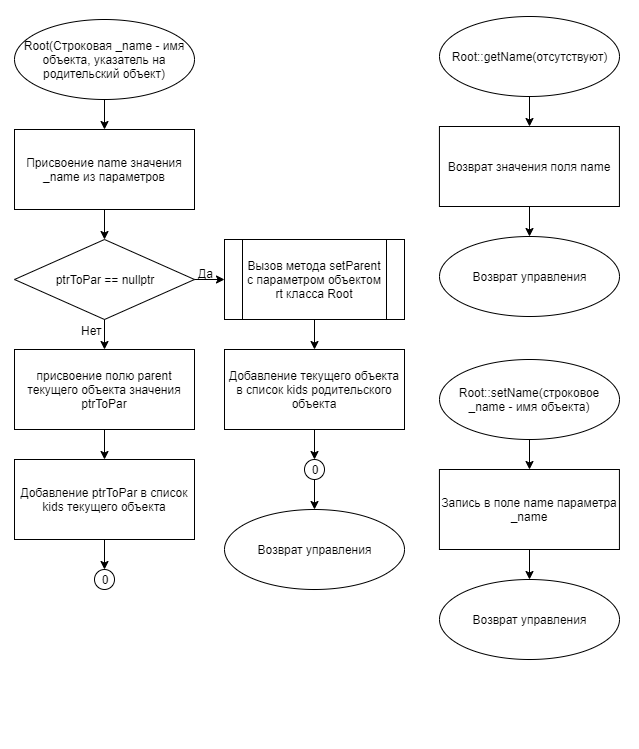 Root(Строковая _name - имя
объекта, указатель на
родительский объект)
Присвоение name значения
_name из параметров
ptrToPar == nullptr
Да
Нет
Вызов метода setParent
с параметром объектом
rt класса Root
присвоение полю parent
текущего объекта значения
ptrToPar
Добавление текущего объекта
в список kids родительского
объекта
Добавление ptrToPar в список
kids текущего объекта
0
0
Возврат управления
Root::getName(отсутствуют)
Возврат значения поля name
Возврат управления
Root::setName(строковое
_name - имя объекта)
Запись в поле name параметра
_name
Возврат управления